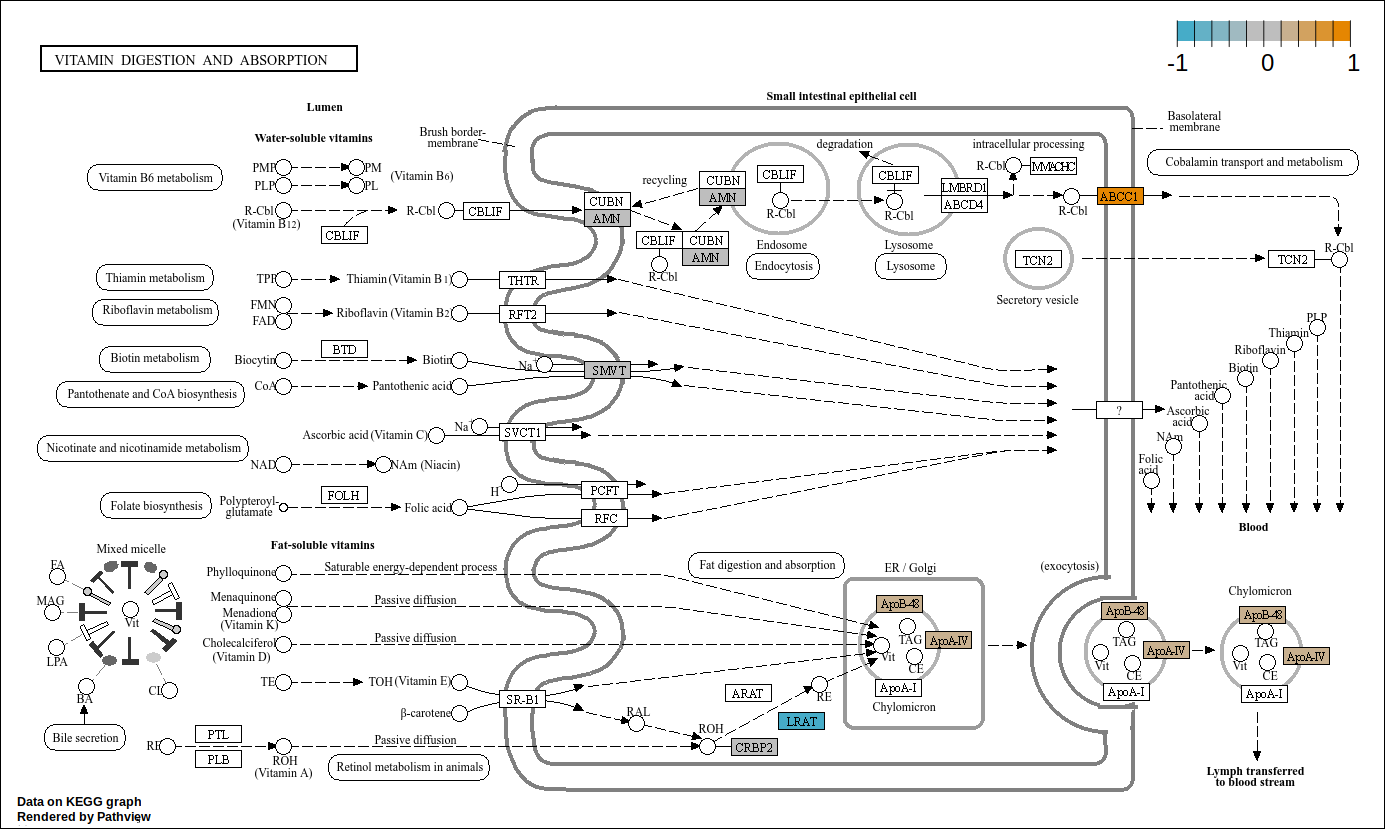 -1 0 1
VITAMIN DIGESTION AND ABSORPTION
Small intestinal epithelial cell
Lumen
Water-soluble vitamins
Brush border-
membrane
Basolateral
membrane
degradation
intracellular processing
Cobalamin transport and metabolism
Vitamin B6 metabolism
PMP
PM
PLP
PL
(Vitamin B6)
R-Cbl
(Vitamin B12)
CBLIF
R-Cbl
CBLIF
CUBN
AMN
recycling
CUBN
AMN
CBLIF
CUBN
AMN
R-Cbl
CBLIF
R-Cbl
Endosome
Endocytosis
CBLIF
R-Cbl
Lysosome
Lysosome
LMBRD1
ABCD4
R-Cbl
MMACHC
R-Cbl
ABCC1
TCN2
Secretory vesicle
TCN2
R-Cbl
Thiamin metabolism
TPP
Thiamin (Vitamin B1)
THTR
Riboflavin metabolism
FMN
FAD
Riboflavin (Vitamin B2)
RFT2
Biotin metabolism
Biocytin
BTD
Biotin
Na+
SMVT
Pantothenate and CoA biosynthesis
CoA
Pantothenic acid
Ascorbic acid (Vitamin C)
Na+
SVCT1
Nicotinate and nicotinamide metabolism
NAD
NAm (Niacin)
Folate biosynthesis
Polypteroyl-
glutamate
FOLH
Folic acid
H+
PCFT
RFC
?
PLP
Thiamin
Riboflavin
Biotin
Pantothenic
acid
Ascorbic
acid
NAm
Folic
acid
Blood
Fat-soluble vitamins
Mixed micelle
FA
MAG
LPA
BA
CL
Vit
Bile secretion
Phylloquinone
Saturable energy-dependent process
Menaquinone
Menadione
(Vitamin K)
Passive diffusion
Cholecalciferol
(Vitamin D)
Passive diffusion
TE
TOH (Vitamin E)
β-carotene
SR-B1
RE
PTL
PLB
ROH
(Vitamin A)
Passive diffusion
Retinol metabolism in animals
RAL
ROH
CRBP2
ARAT
LRAT
RE
Fat digestion and absorption
ER / Golgi
ApoB-48
TAG
ApoA-IV
Vit
CE
ApoA-I
Chylomicron
(exocytosis)
ApoB-48
TAG
ApoA-IV
Vit
CE
ApoA-I
Chylomicron
ApoB-48
TAG
ApoA-IV
Vit
CE
ApoA-I
Lymph transferred
to blood stream
Data on KEGG graph
Rendered by Pathview